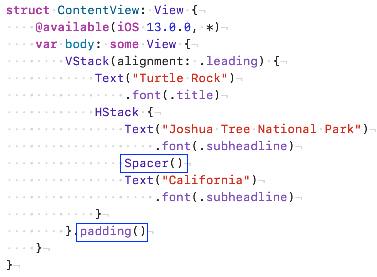 struct ContentView: View {
    @available(iOS 13.0.0, *)
    var body: some View {
        VStack(alignment: .leading) {
            Text("Turtle Rock")
                .font(.title)
            HStack {
                Text("Joshua Tree National Park")
                    .font(.subheadline)
                Spacer()
                Text("California")
                    .font(.subheadline)
            }
        }.padding()
    }
}